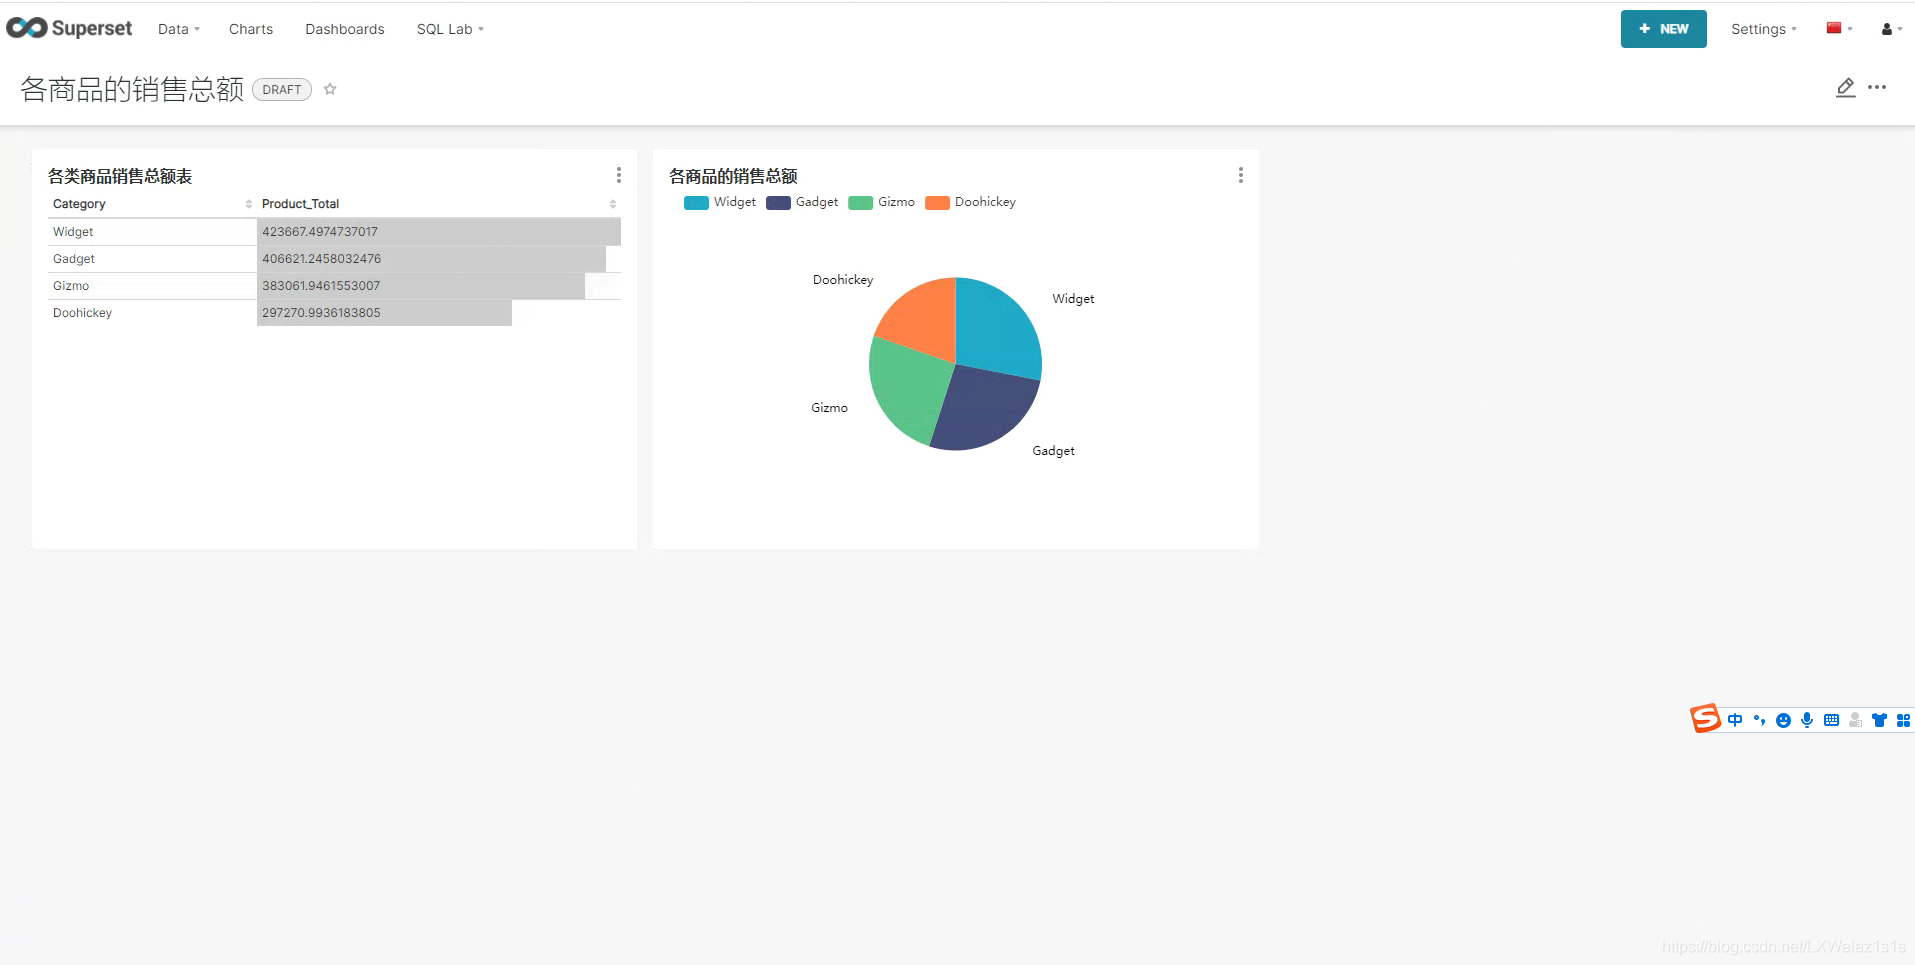 Superset Data Charts Dashboards SQL Lab + NEW Settings
各商品的销售总额 DRAFT
各类商品销售总额表
Category Product_Total
Widget 423667.4974737017
Gadget 406621.2458032476
Gizmo 383061.9461553007
Doohickey 297270.9936183805
各商品的销售总额
Widget Gadget Gizmo Doohickey
Doohickey
Widget
Gizmo
Gadget
S 中
https://blog.csdn.net/LXWalaz1s1s